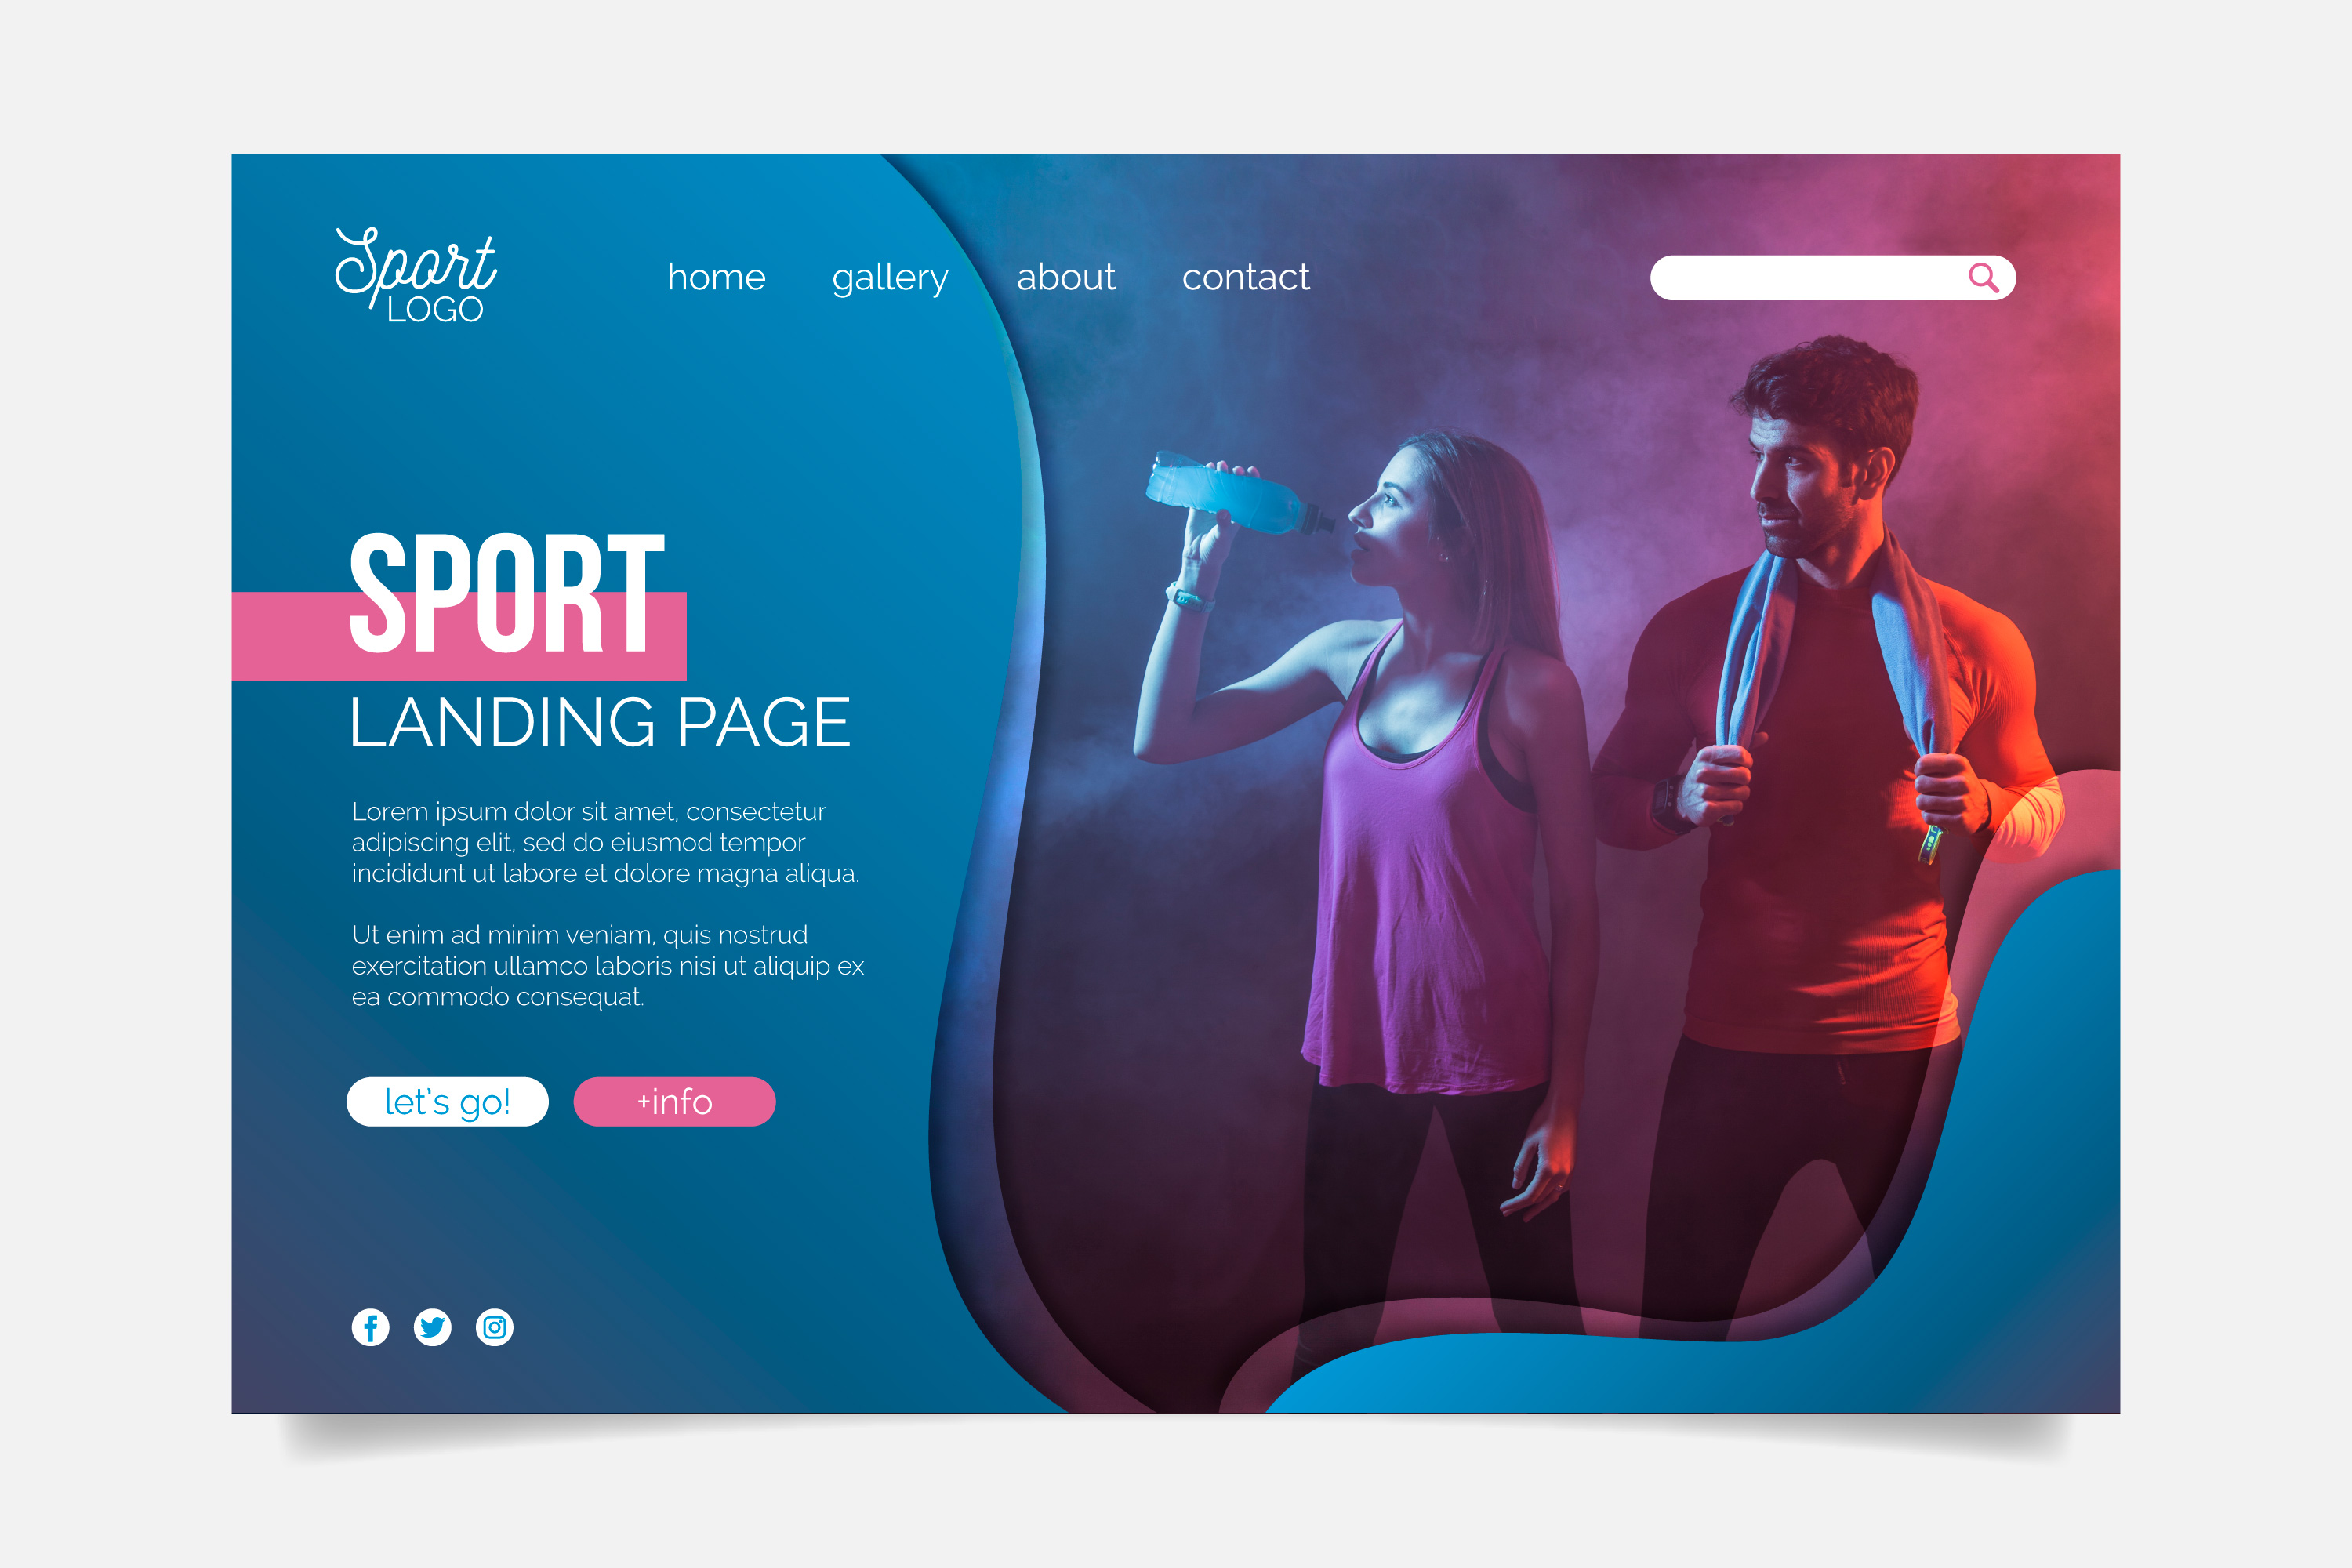 Sport
LOGO
home gallery about contact
SPORT
LANDING PAGE
Lorem ipsum dolor sit amet, consectetur
adipiscing elit, sed do eiusmod tempor
incididunt ut labore et dolore magna aliqua.
Ut enim ad minim veniam, quis nostrud
exercitation ullamco laboris nisi ut aliquip ex
ea commodo consequat.
let's go! +info